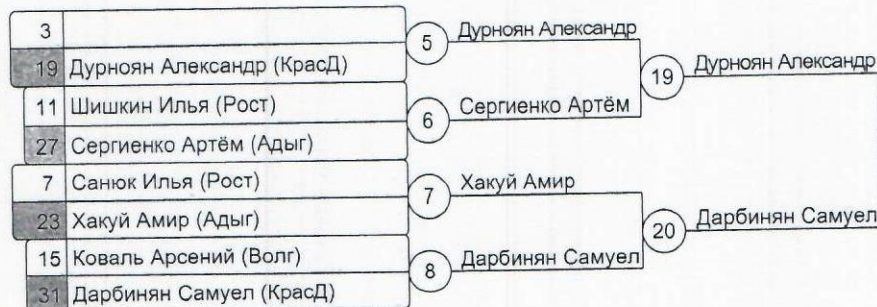 3
19 Дурноян Александр (КрасД)
5 Дурноян Александр
11 Шишкин Илья (Рост)
27 Сергиенко Артём (Адыг)
6 Сергиенко Артём
19 Дурноян Александр
7 Санюк Илья (Рост)
23 Хакуй Амир (Адыг)
7 Хакуй Амир
15 Коваль Арсений (Волг)
31 Дарбинян Самуел (КрасД)
8 Дарбинян Самуел
20 Дарбинян Самуел